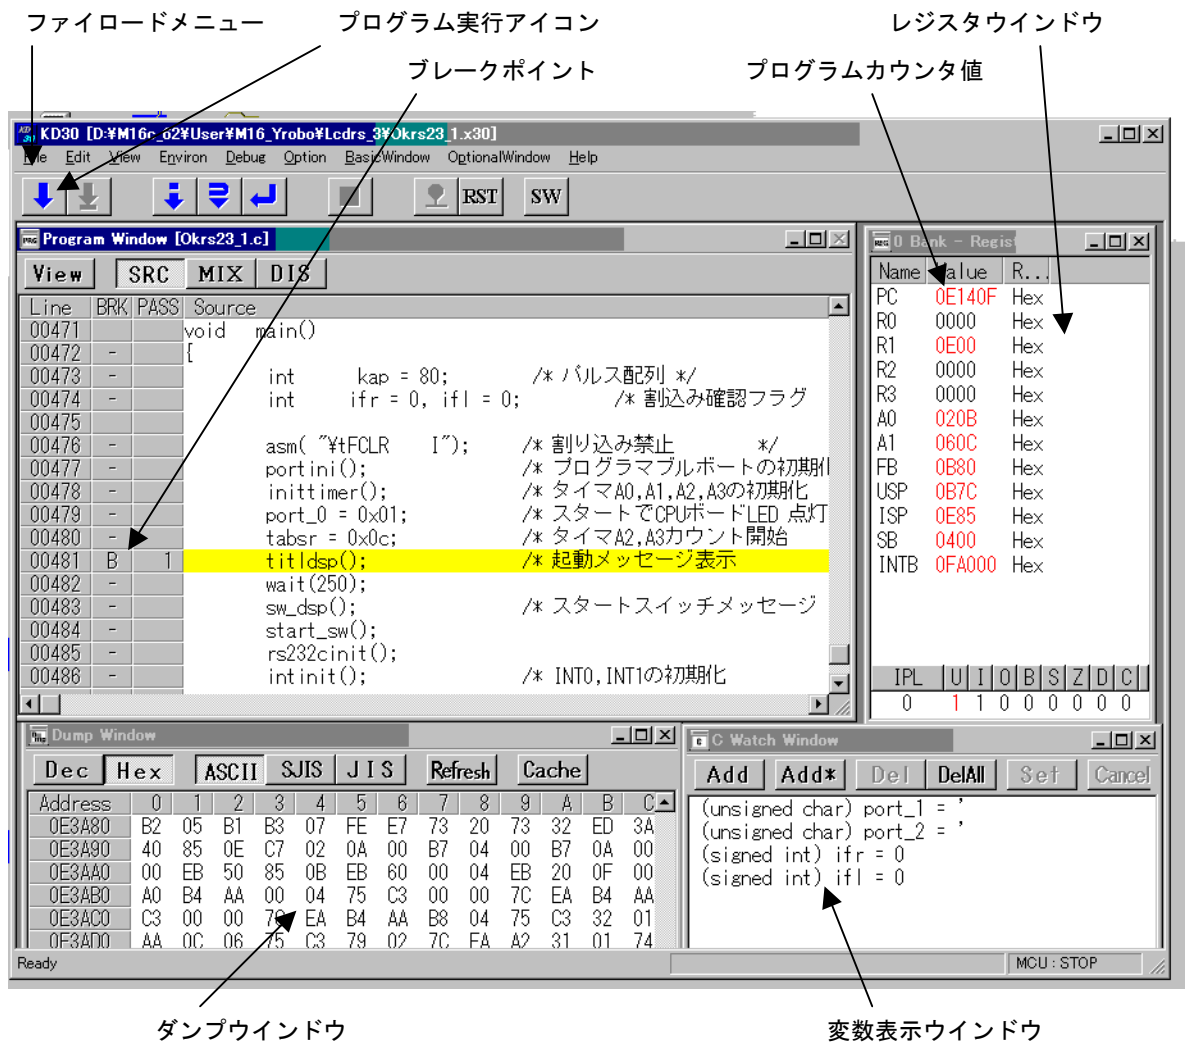 ファイロードメニュー
プログラム実行アイコン
レジスタウインドウ
ブレークポイント
プログラムカウンタ値
KD30 [D:¥M16c_62¥User¥M16_Yrobo¥Lcdrs_3¥Okrs23_1.x30]
File Edit View Environ Debug Option BasicWindow OptionalWindow Help
RST SW
Program Window [Okrs23_1.c]
View SRC MIX DIS
Line BRK PASS Source
00471 void main()
00472 - {
00473 - int kap = 80; /* パルス配列 */
00474 - int ifr = 0, ifl = 0; /* 割込み確認フラグ
00475
00476 - asm( "¥tFCLR I"); /* 割り込み禁止 */
00477 - portini(); /* プログラマブルポートの初期化
00478 - inittimer(); /* タイマA0,A1,A2,A3の初期化
00479 - port_0 = 0x01; /* スタートでCPUボードLED 点灯
00480 - tabsr = 0x0c; /* タイマA2,A3カウント開始
00481 B 1 titldsp(); /* 起動メッセージ表示
00482 - wait(250);
00483 - sw_dsp(); /* スタートスイッチメッセージ
00484 - start_sw();
00485 - rs232cinit();
00486 - intinit(); /* INT0,INT1の初期化
0 Bank - Regist
Name Value R...
PC 0E140F Hex
R0 0000 Hex
R1 0E00 Hex
R2 0000 Hex
R3 0000 Hex
A0 020B Hex
A1 060C Hex
FB 0B80 Hex
USP 0B7C Hex
ISP 0E85 Hex
SB 0400 Hex
INTB 0FA000 Hex
IPL U I O B S Z D C
0 1 1 0 0 0 0 0 0
Dump Window
Dec Hex ASCII SJIS JIS Refresh Cache
Address 0 1 2 3 4 5 6 7 8 9 A B C
0E3A80 B2 05 B1 B3 07 FE E7 73 20 73 32 ED 3A
0E3A90 40 85 0E C7 02 0A 00 B7 04 00 B7 0A 00
0E3AA0 00 EB 50 85 0B EB 60 00 04 EB 20 0F 00
0E3AB0 A0 B4 AA 00 04 75 C3 00 00 7C EA B4 AA
0E3AC0 C3 00 00 7C EA B4 AA B8 04 75 C3 32 01
0E3AD0 AA 0C 06 75 C3 79 02 7C EA A2 31 01 74
C Watch Window
Add Add* Del DelAll Set Cancel
(unsigned char) port_1 = '
(unsigned char) port_2 = '
(signed int) ifr = 0
(signed int) ifl = 0
Ready
MCU : STOP
ダンプウインドウ
変数表示ウインドウ